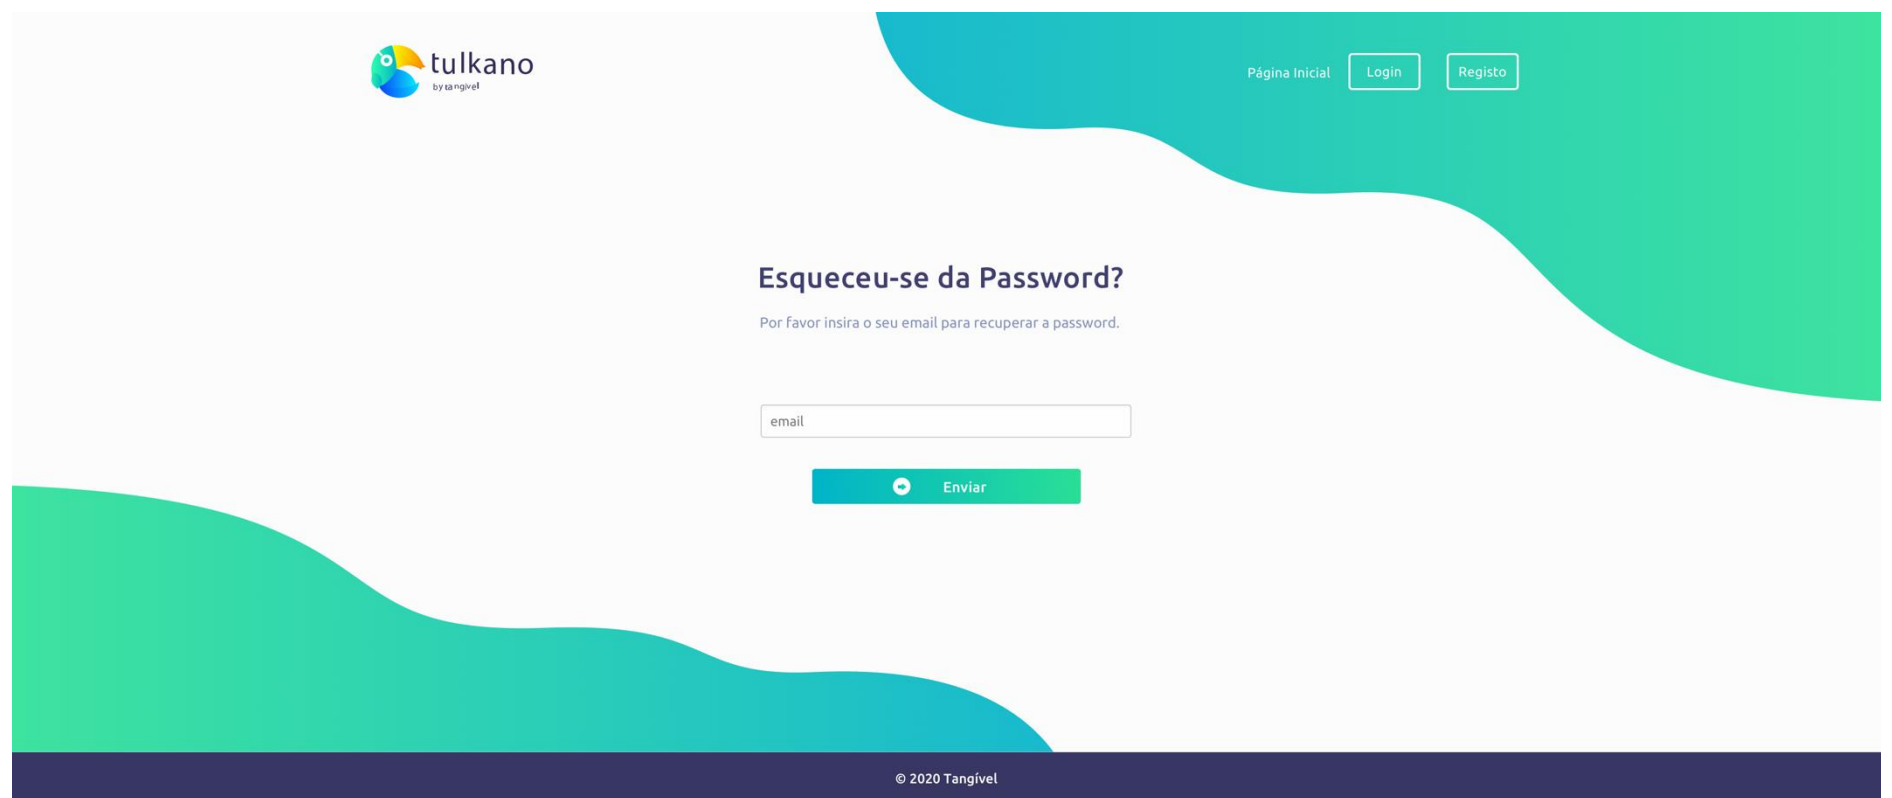 tulkano
by tangível
Página Inicial
Login
Registo
Esqueceu-se da Password?
Por favor insira o seu email para recuperar a password.
email
Enviar
© 2020 Tangível